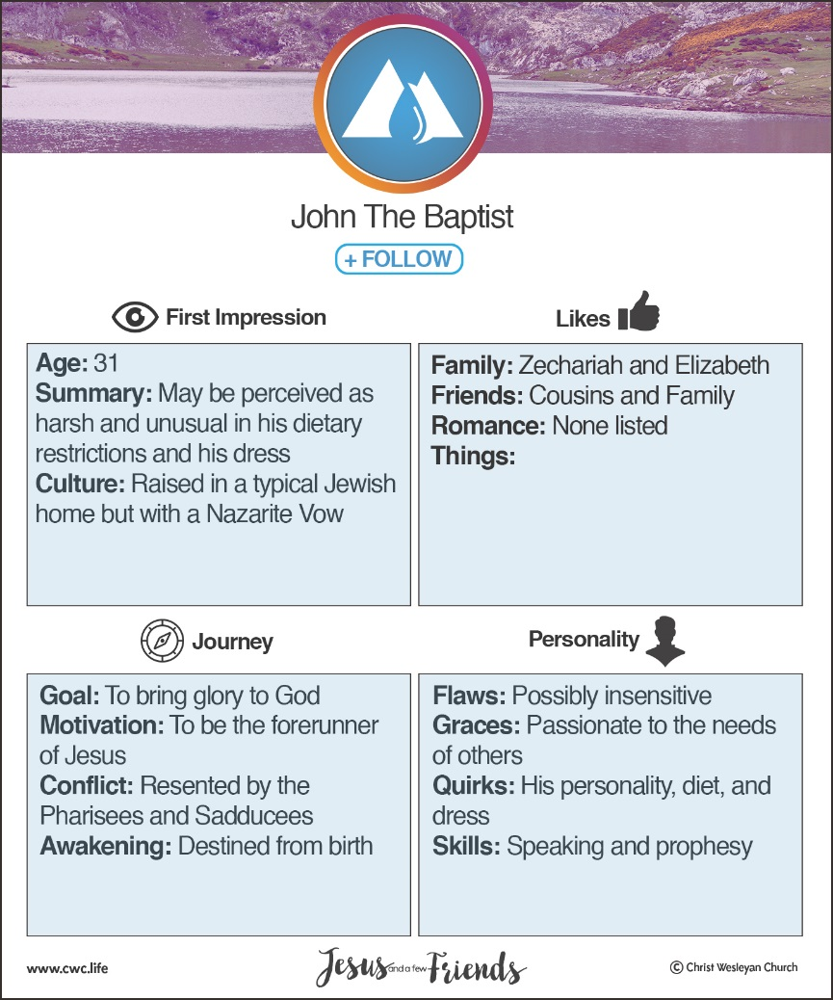 John The Baptist
+ FOLLOW
First Impression
Age: 31
Summary: May be perceived as
harsh and unusual in his dietary
restrictions and his dress
Culture: Raised in a typical Jewish
home but with a Nazarite Vow
Likes
Family: Zechariah and Elizabeth
Friends: Cousins and Family
Romance: None listed
Things:
Journey
Goal: To bring glory to God
Motivation: To be the forerunner
of Jesus
Conflict: Resented by the
Pharisees and Sadducees
Awakening: Destined from birth
Personality
Flaws: Possibly insensitive
Graces: Passionate to the needs
of others
Quirks: His personality, diet, and
dress
Skills: Speaking and prophesy
www.cwc.life
Jesus and a few Friends
© Christ Wesleyan Church